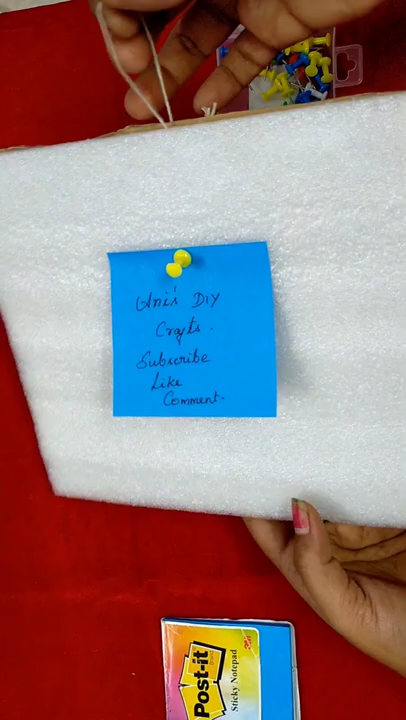 Uni's DIY
Crafts.
Subscribe
Like
Comment.
Post-it
Sticky Notepad